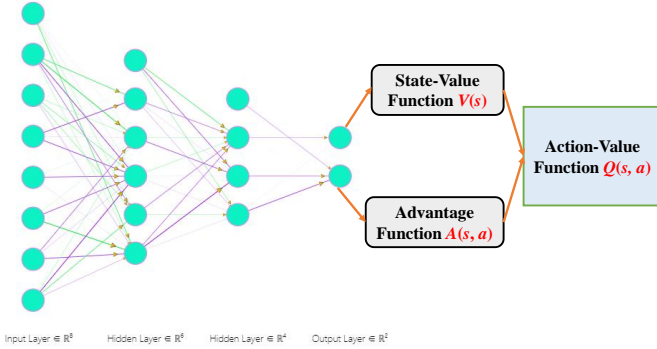 State-Value
Function V(s)
Action-Value
Function Q(s, a)
Advantage
Function A(s, a)
Input Layer ∈ ℝ⁸ Hidden Layer ∈ ℝ⁶ Hidden Layer ∈ ℝ⁴ Output Layer ∈ ℝ²